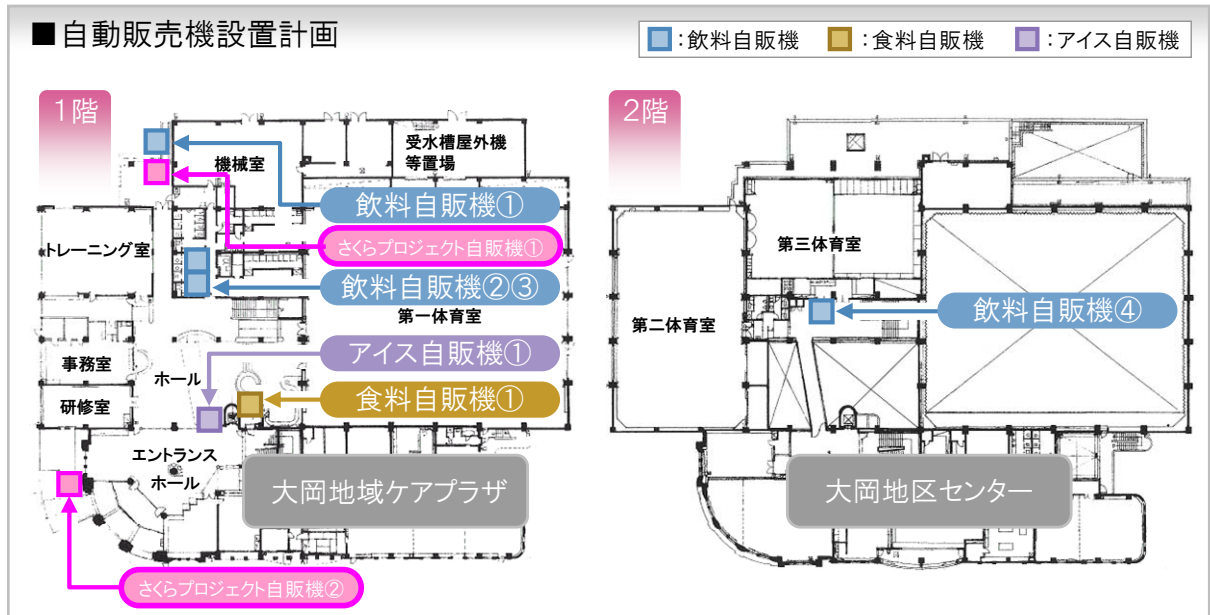 ■自動販売機設置計画
：飲料自販機
：食料自販機
：アイス自販機
1階
機械室
受水槽屋外機
等置場
飲料自販機①
さくらプロジェクト自販機①
トレーニング室
飲料自販機②③
第一体育室
アイス自販機①
事務室
ホール
食料自販機①
研修室
エントランス
ホール
大岡地域ケアプラザ
さくらプロジェクト自販機②
2階
第三体育室
第二体育室
飲料自販機④
大岡地区センター